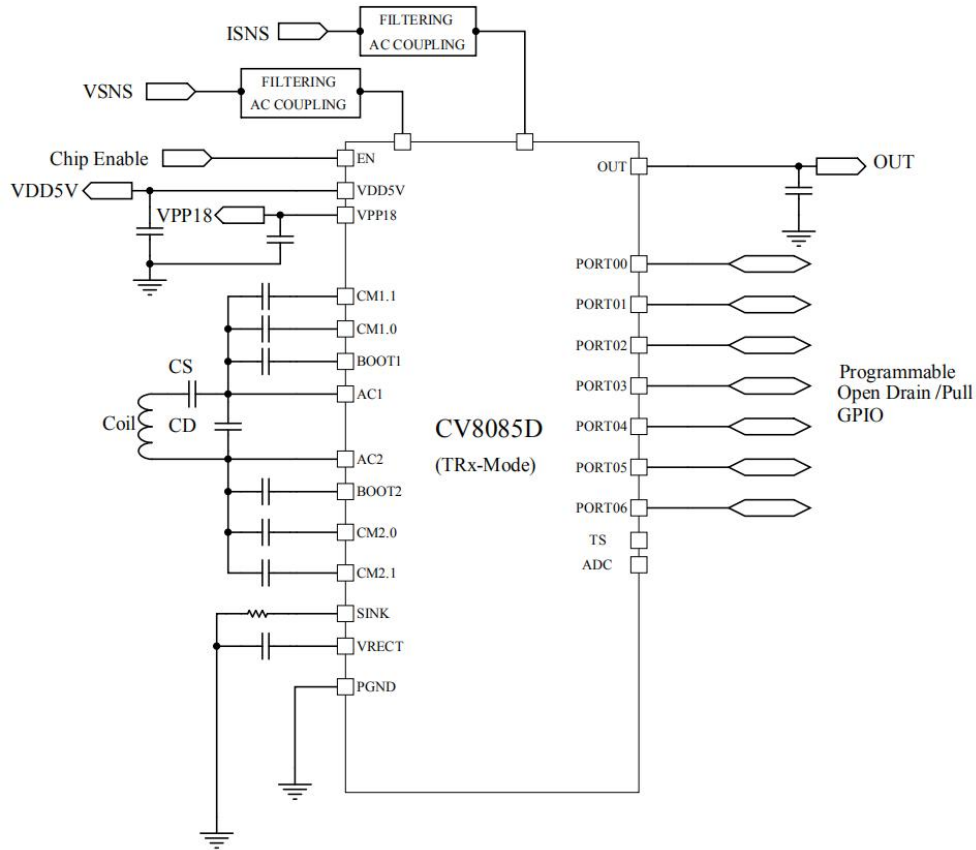 ISNS
FILTERING
AC COUPLING
VSNS
FILTERING
AC COUPLING
Chip Enable
EN
OUT
OUT
VDD5V
VDD5V
VPP18
VPP18
PORT00
CM1.1
PORT01
CM1.0
PORT02
BOOT1
CS
AC1
PORT03
Programmable
Open Drain /Pull
GPIO
Coil
CD
CV8085D
(TRx-Mode)
PORT04
AC2
PORT05
BOOT2
PORT06
CM2.0
TS
ADC
CM2.1
SINK
VRECT
PGND